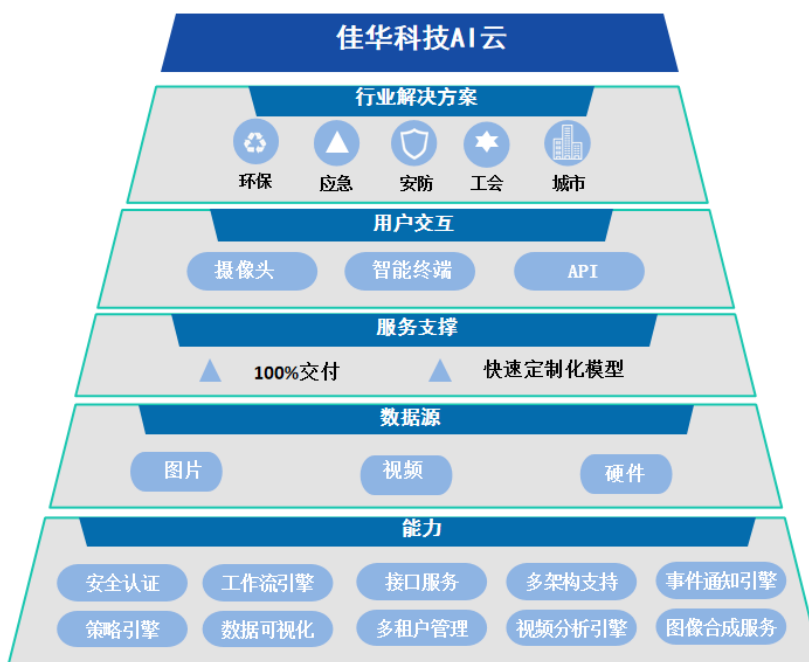 佳华科技AI云
行业解决方案
环保 应急 安防 工会 城市
用户交互
摄像头 智能终端 API
服务支撑
100%交付 快速定制化模型
数据源
图片 视频 硬件
能力
安全认证 工作流引擎 接口服务 多架构支持 事件通知引擎
策略引擎 数据可视化 多租户管理 视频分析引擎 图像合成服务